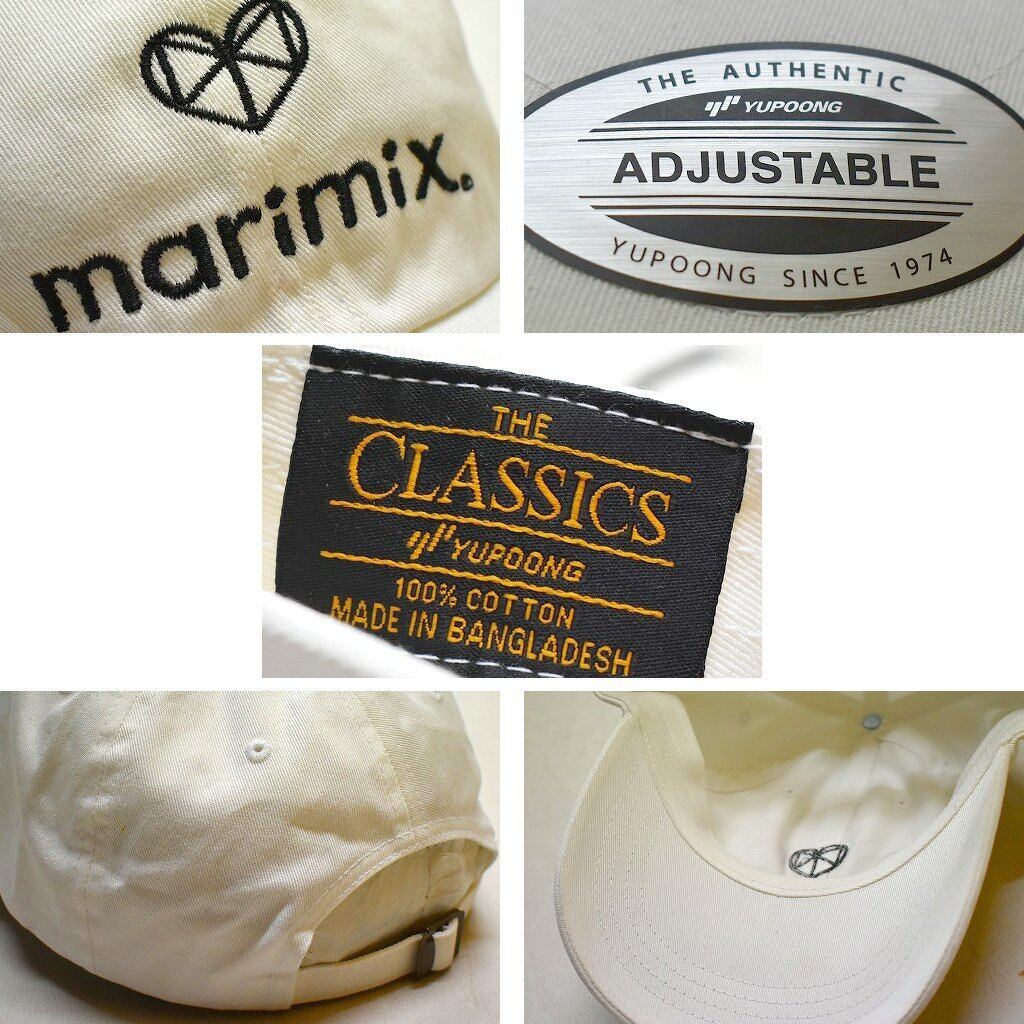 marimix.
THE AUTHENTIC
YUPOONG
ADJUSTABLE
YUPOONG SINCE 1974
THE
CLASSICS
YUPOONG
100% COTTON
MADE IN BANGLADESH